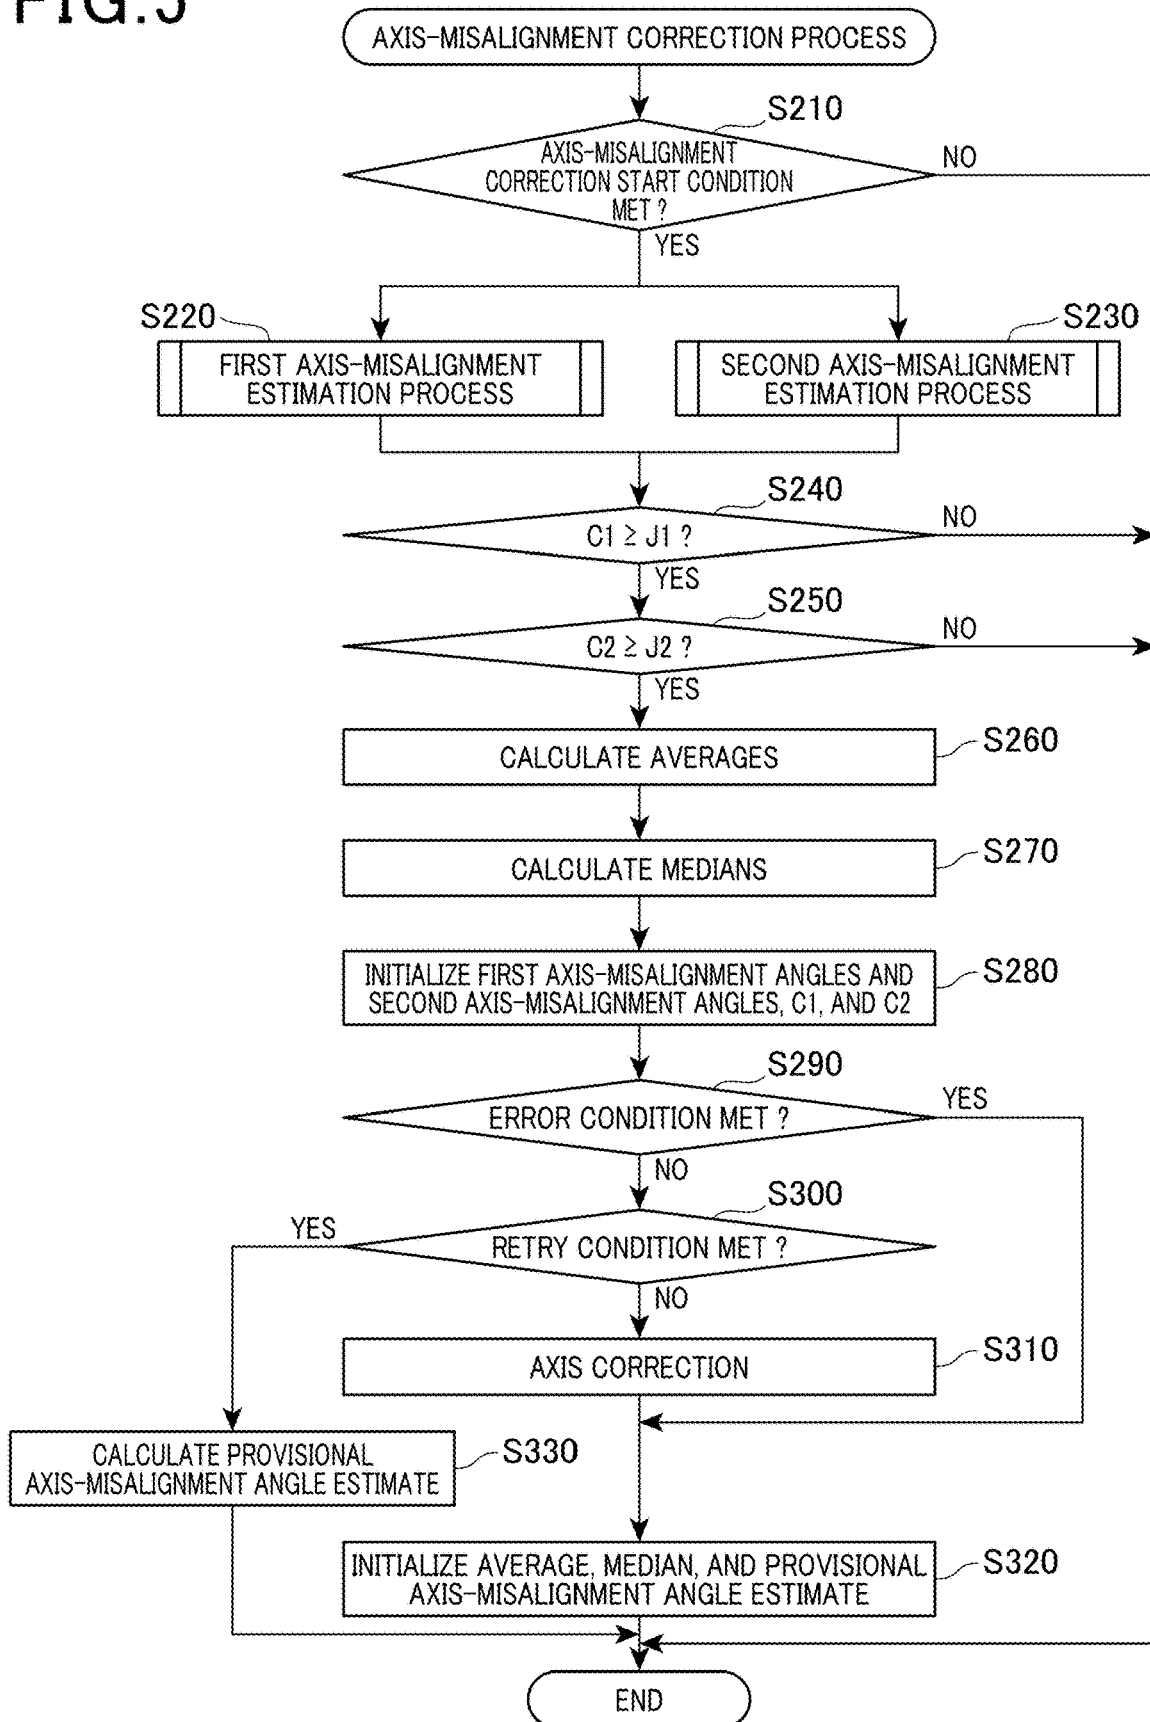 FIG.5
AXIS-MISALIGNMENT CORRECTION PROCESS
S210
AXIS-MISALIGNMENT
CORRECTION START CONDITION
MET ?
NO
YES
S220
S230
FIRST AXIS-MISALIGNMENT
ESTIMATION PROCESS
SECOND AXIS-MISALIGNMENT
ESTIMATION PROCESS
S240
C1 ≥ J1 ?
NO
YES
S250
C2 ≥ J2 ?
NO
YES
CALCULATE AVERAGES
S260
CALCULATE MEDIANS
S270
INITIALIZE FIRST AXIS-MISALIGNMENT ANGLES AND
SECOND AXIS-MISALIGNMENT ANGLES, C1, AND C2
S280
S290
ERROR CONDITION MET ?
YES
NO
S300
YES
RETRY CONDITION MET ?
NO
AXIS CORRECTION
S310
CALCULATE PROVISIONAL
AXIS-MISALIGNMENT ANGLE ESTIMATE
S330
INITIALIZE AVERAGE, MEDIAN, AND PROVISIONAL
AXIS-MISALIGNMENT ANGLE ESTIMATE
S320
END